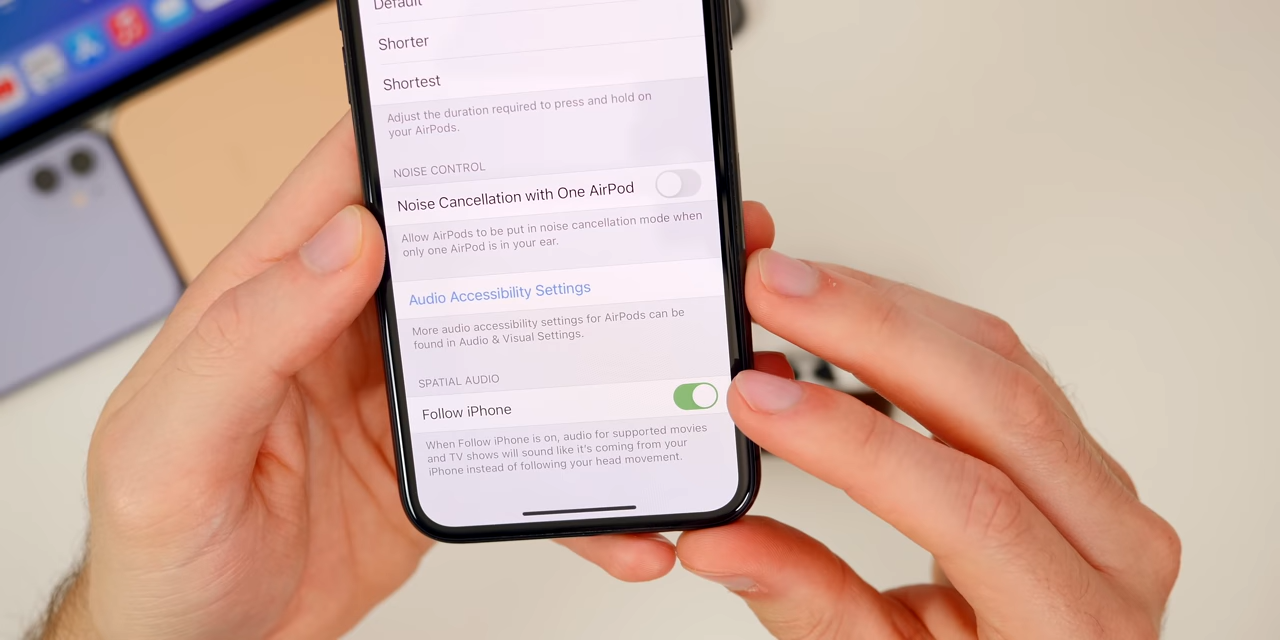 Default
Shorter
Shortest
Adjust the duration required to press and hold on
your AirPods.
NOISE CONTROL
Noise Cancellation with One AirPod
Allow AirPods to be put in noise cancellation mode when
only one AirPod is in your ear.
Audio Accessibility Settings
More audio accessibility settings for AirPods can be
found in Audio & Visual Settings.
SPATIAL AUDIO
Follow iPhone
When Follow iPhone is on, audio for supported movies
and TV shows will sound like it's coming from your
iPhone instead of following your head movement.